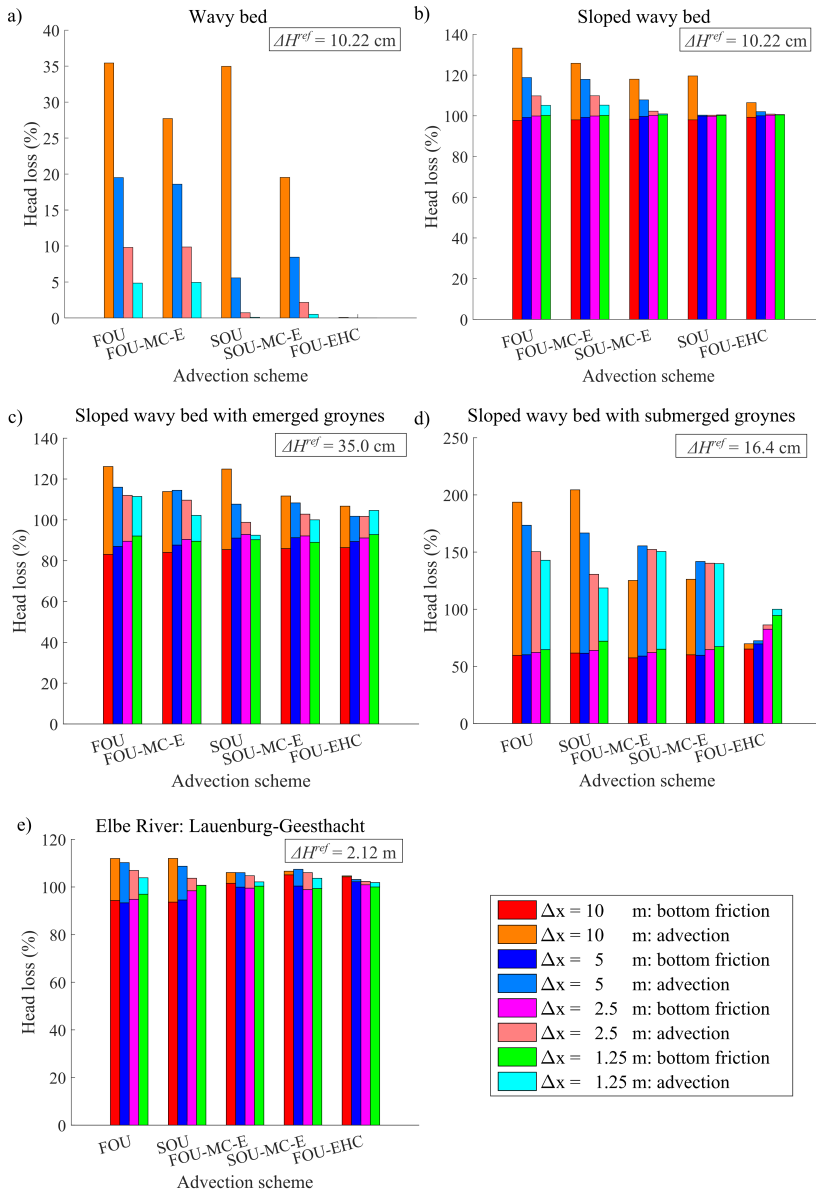 a)
Wavy bed
ΔH^ref = 10.22 cm
40
35
30
25
20
15
10
5
0
Head loss (%)
FOU
FOU-MC-E
SOU
SOU-MC-E
FOU-EHC
Advection scheme
b)
Sloped wavy bed
ΔH^ref = 10.22 cm
140
120
100
80
60
40
20
0
Head loss (%)
FOU
FOU-MC-E
SOU-MC-E
SOU
FOU-EHC
Advection scheme
c)
Sloped wavy bed with emerged groynes
ΔH^ref = 35.0 cm
140
120
100
80
60
40
20
0
Head loss (%)
FOU
FOU-MC-E
SOU
SOU-MC-E
FOU-EHC
Advection scheme
d)
Sloped wavy bed with submerged groynes
ΔH^ref = 16.4 cm
250
200
150
100
50
0
Head loss (%)
FOU
SOU
FOU-MC-E
SOU-MC-E
FOU-EHC
Advection scheme
e)
Elbe River: Lauenburg-Geesthacht
ΔH^ref = 2.12 m
120
100
80
60
40
20
0
Head loss (%)
FOU
SOU
FOU-MC-E
SOU-MC-E
FOU-EHC
Advection scheme
Δx = 10 m: bottom friction
Δx = 10 m: advection
Δx = 5 m: bottom friction
Δx = 5 m: advection
Δx = 2.5 m: bottom friction
Δx = 2.5 m: advection
Δx = 1.25 m: bottom friction
Δx = 1.25 m: advection